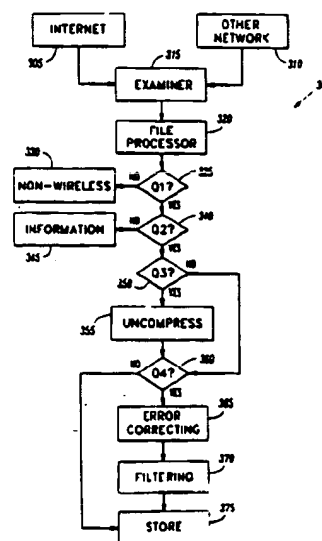 INTERNET
305
OTHER
NETWORK
310
315
EXAMINER
3
FILE
PROCESSOR
320
330
NON-WIRELESS
NO
Q1?
335
YES
INFORMATION
345
NO
Q2?
340
YES
Q3?
350
NO
YES
355
UNCOMPRESS
NO
Q4?
360
YES
ERROR
CORRECTING
365
FILTERING
370
STORE
375